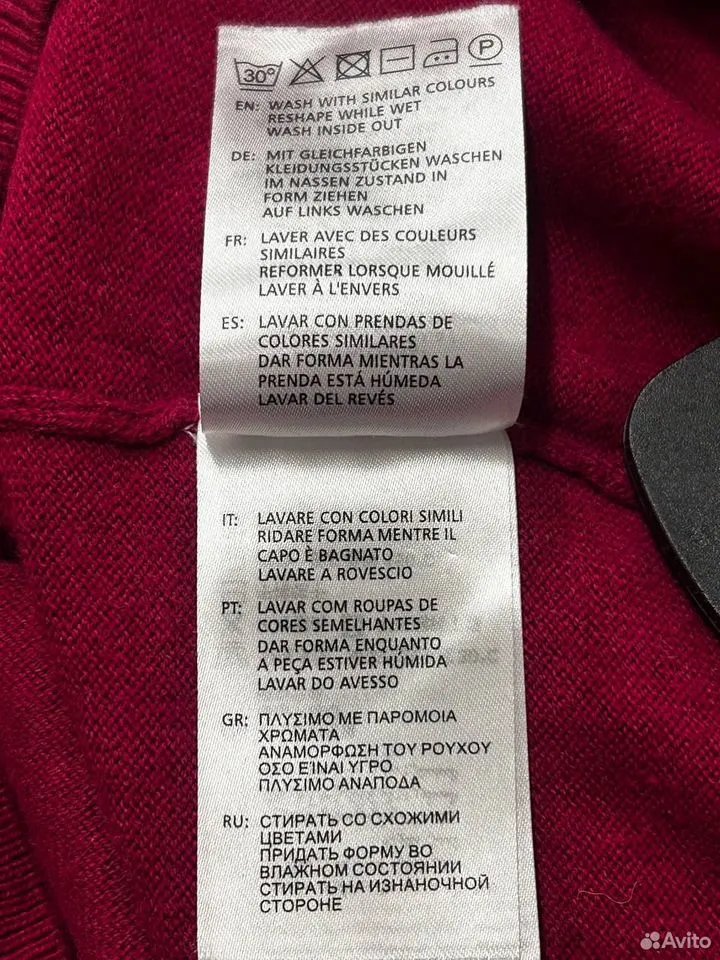 30° P
EN: WASH WITH SIMILAR COLOURS
RESHAPE WHILE WET
WASH INSIDE OUT
DE: MIT GLEICHFARBIGEN
KLEIDUNGSSTÜCKEN WASCHEN
IM NASSEN ZUSTAND IN
FORM ZIEHEN
AUF LINKS WASCHEN
FR: LAVER AVEC DES COULEURS
SIMILAIRES
REFORMER LORSQUE MOUILLÉ
LAVER À L'ENVERS
ES: LAVAR CON PRENDAS DE
COLORES SIMILARES
DAR FORMA MIENTRAS LA
PRENDA ESTÁ HÚMEDA
LAVAR DEL REVÉS
IT: LAVARE CON COLORI SIMILI
RIDARE FORMA MENTRE IL
CAPO È BAGNATO
LAVARE A ROVESCIO
PT: LAVAR COM ROUPAS DE
CORES SEMELHANTES
DAR FORMA ENQUANTO
A PEÇA ESTIVER HÚMIDA
LAVAR DO AVESSO
GR: ΠΛΥΣΙΜΟ ΜΕ ΠΑΡΟΜΟΙΑ
ΧΡΩΜΑΤΑ
ΑΝΑΜΟΡΦΩΣΗ ΤΟΥ ΡΟΥΧΟΥ
ΟΣΟ ΕΊΝΑΙ ΥΓΡΟ
ΠΛΥΣΙΜΟ ΑΝΑΠΟΔΑ
RU: СТИРАТЬ СО СХОЖИМИ
ЦВЕТАМИ
ПРИДАТЬ ФОРМУ ВО
ВЛАЖНОМ СОСТОЯНИИ
СТИРАТЬ НА ИЗНАНОЧНОЙ
СТОРОНЕ
Avito